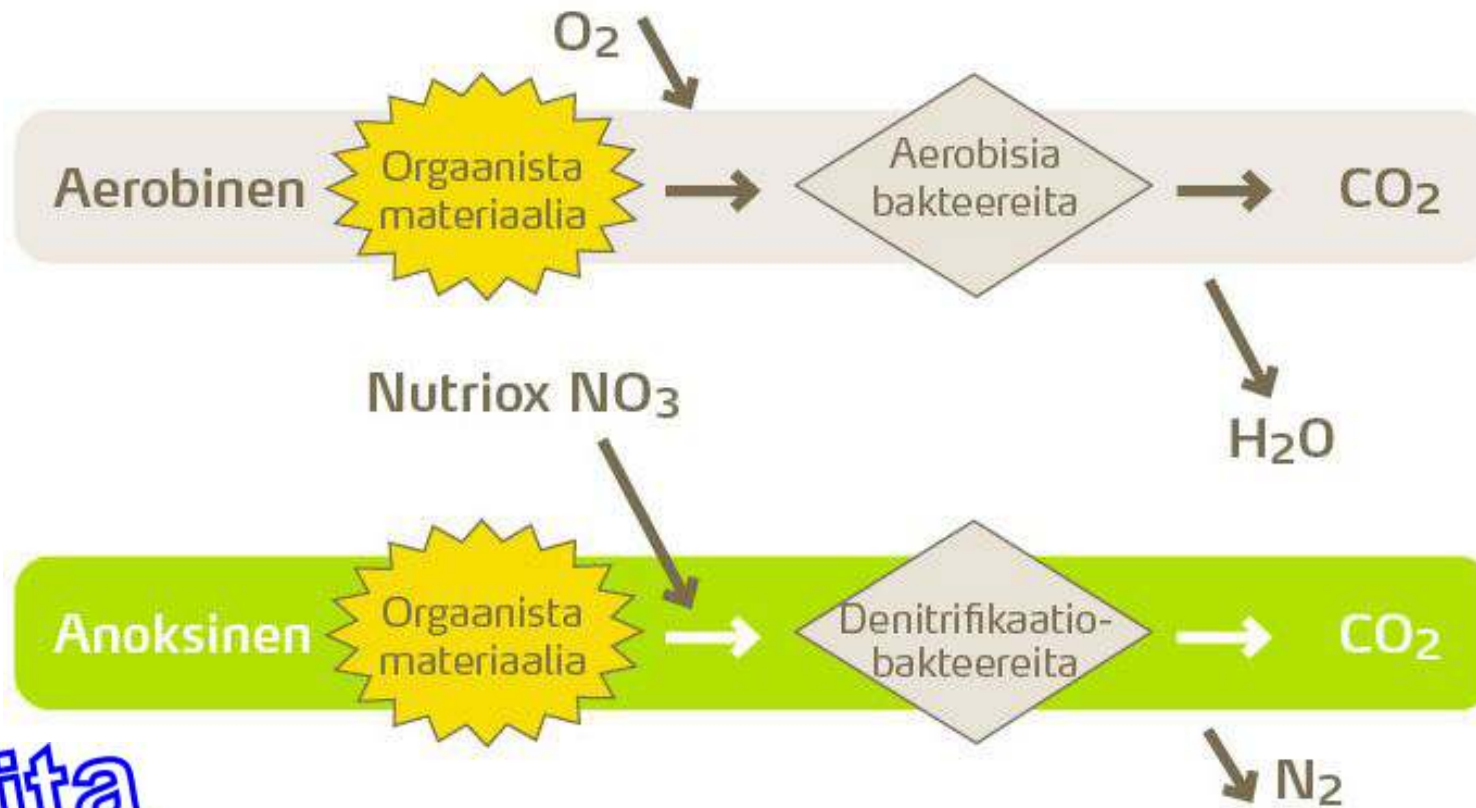 O₂
Aerobinen
Orgaanista
materiaalia
Aerobisia
bakteereita
CO₂
H₂O
Nutriox NO₃
Anoksinen
Orgaanista
materiaalia
Denitrifikaatio-
bakteereita
CO₂
N₂